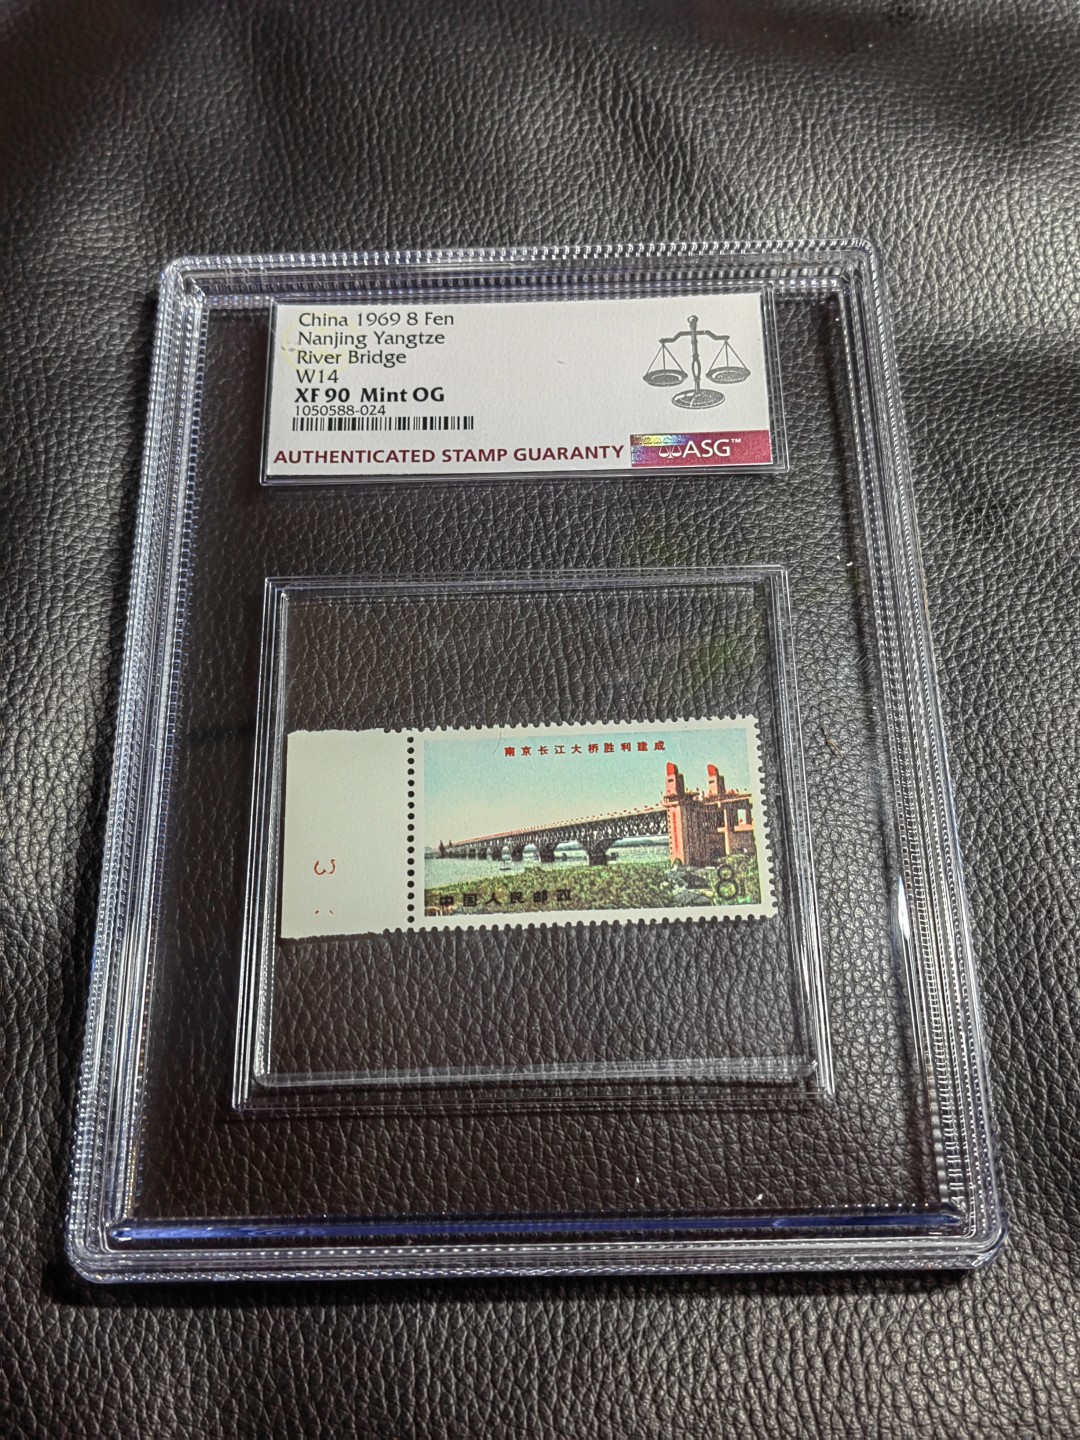 China 1969 8 Fen
Nanjing Yangtze
River Bridge
W14
XF 90 Mint OG
1050588-024
AUTHENTICATED STAMP GUARANTY ASG™
南京长江大桥胜利建成
中国人民邮政
8